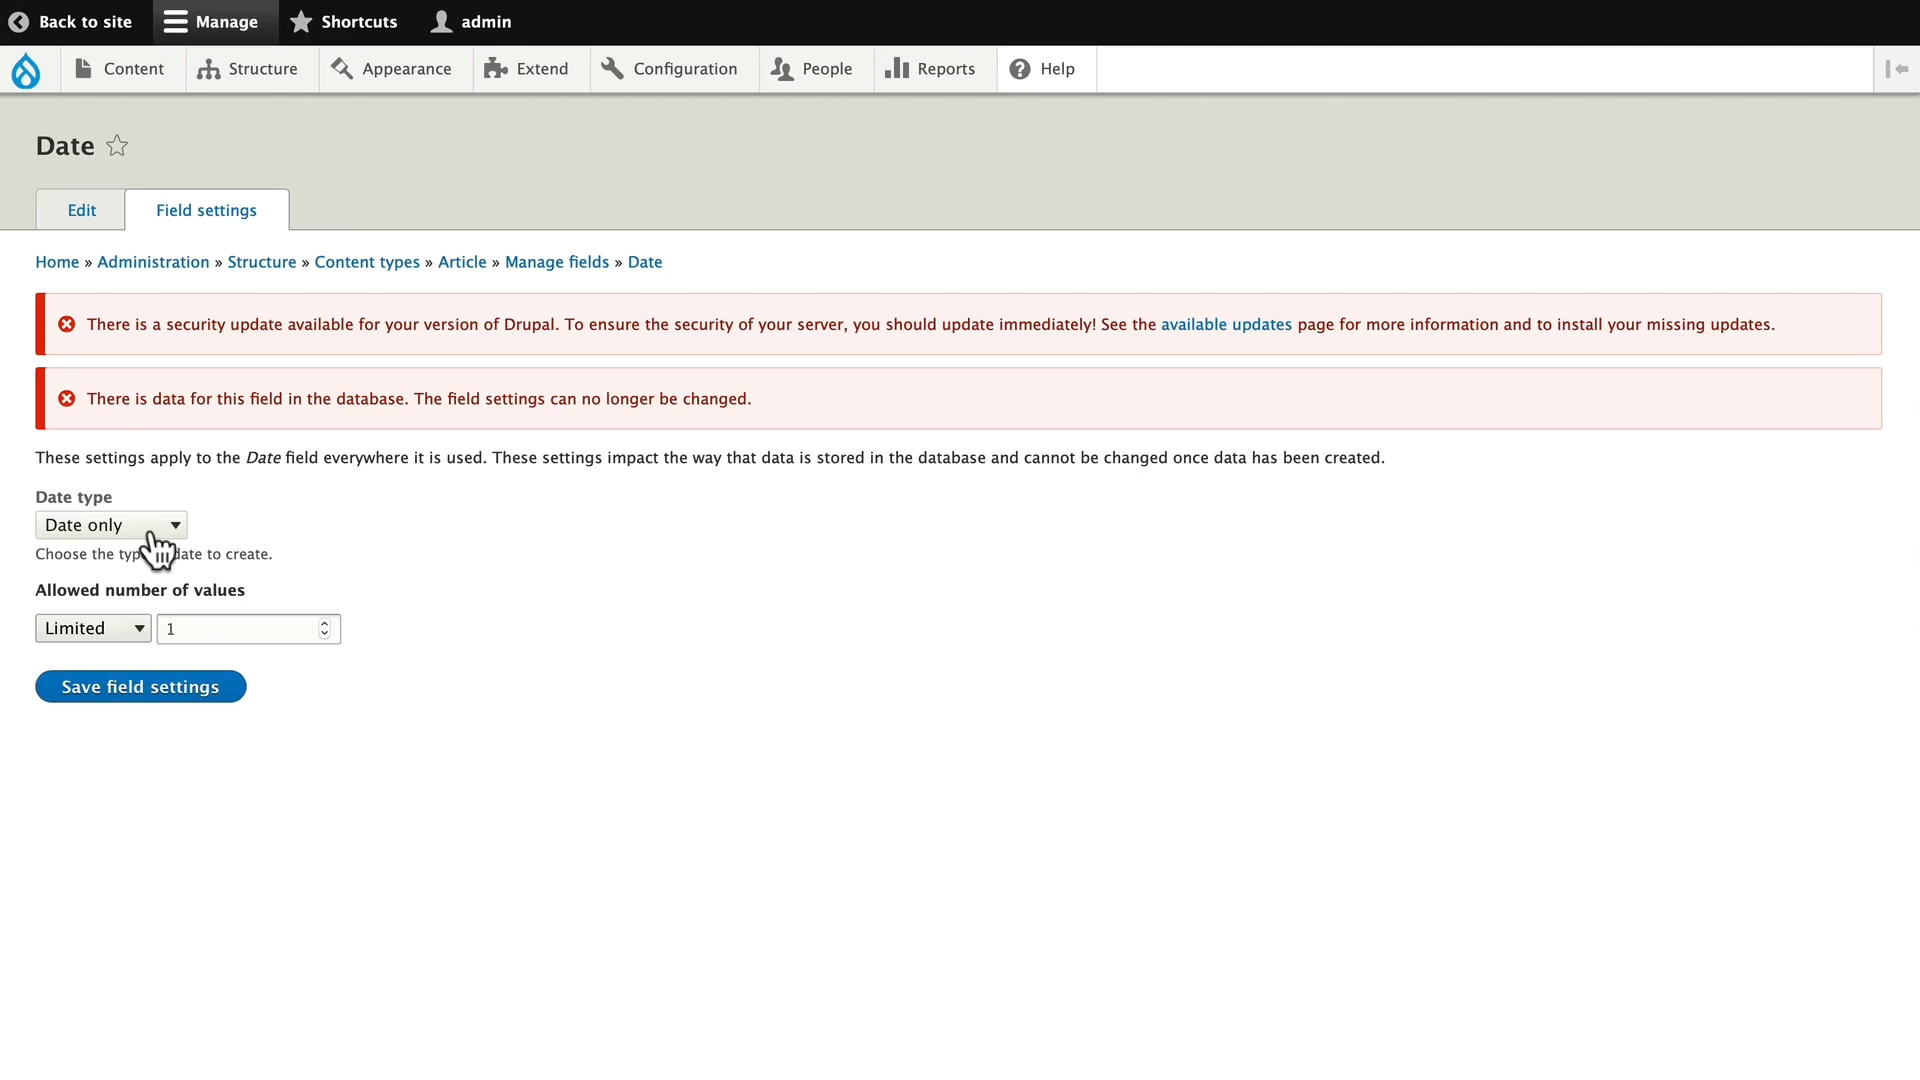 Back to site Manage Shortcuts admin
Content Structure Appearance Extend Configuration People Reports Help
Date
Edit Field settings
Home » Administration » Structure » Content types » Article » Manage fields » Date
There is a security update available for your version of Drupal. To ensure the security of your server, you should update immediately! See the available updates page for more information and to install your missing updates.
There is data for this field in the database. The field settings can no longer be changed.
These settings apply to the Date field everywhere it is used. These settings impact the way that data is stored in the database and cannot be changed once data has been created.
Date type
Date only
Choose the date to create.
Allowed number of values
Limited 1
Save field settings